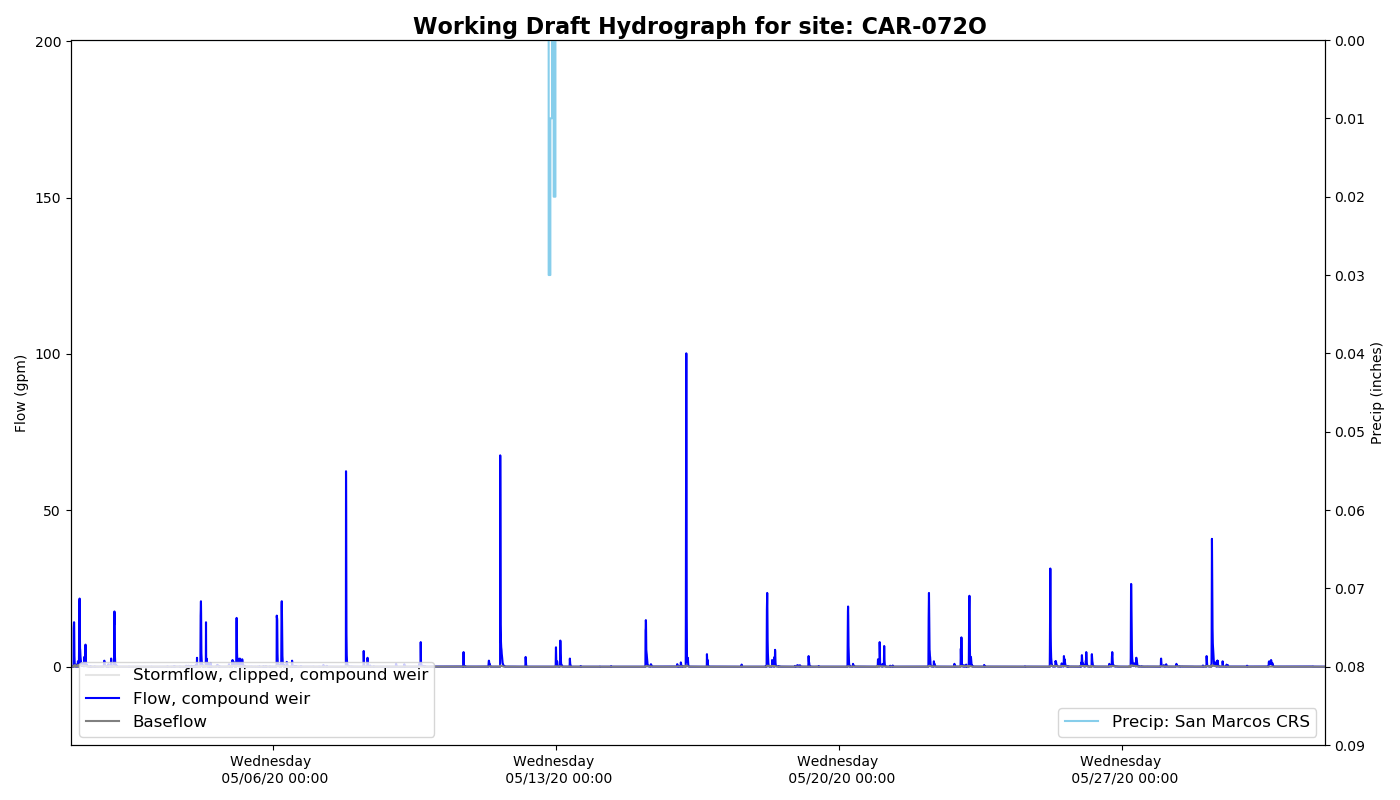 Working Draft Hydrograph for site: CAR-072O
200
150
100
50
0
Flow (gpm)
0.00
0.01
0.02
0.03
0.04
0.05
0.06
0.07
0.08
0.09
Precip (inches)
Stormflow, clipped, compound weir
Flow, compound weir
Baseflow
Precip: San Marcos CRS
Wednesday
05/06/20 00:00
Wednesday
05/13/20 00:00
Wednesday
05/20/20 00:00
Wednesday
05/27/20 00:00